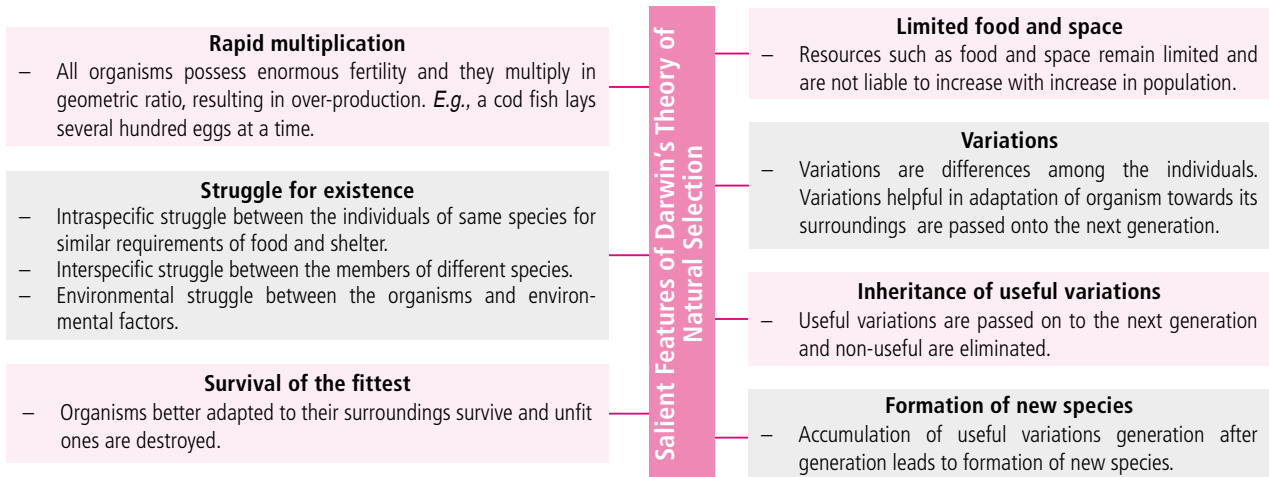 Rapid multiplication
– All organisms possess enormous fertility and they multiply in
geometric ratio, resulting in over-production. E.g., a cod fish lays
several hundred eggs at a time.
Struggle for existence
– Intraspecific struggle between the individuals of same species for
similar requirements of food and shelter.
– Interspecific struggle between the members of different species.
– Environmental struggle between the organisms and environ-
mental factors.
Survival of the fittest
– Organisms better adapted to their surroundings survive and unfit
ones are destroyed.
Salient Features of Darwin's Theory of
Natural Selection
Limited food and space
– Resources such as food and space remain limited and
are not liable to increase with increase in population.
Variations
– Variations are differences among the individuals.
Variations helpful in adaptation of organism towards its
surroundings are passed onto the next generation.
Inheritance of useful variations
– Useful variations are passed on to the next generation
and non-useful are eliminated.
Formation of new species
– Accumulation of useful variations generation after
generation leads to formation of new species.